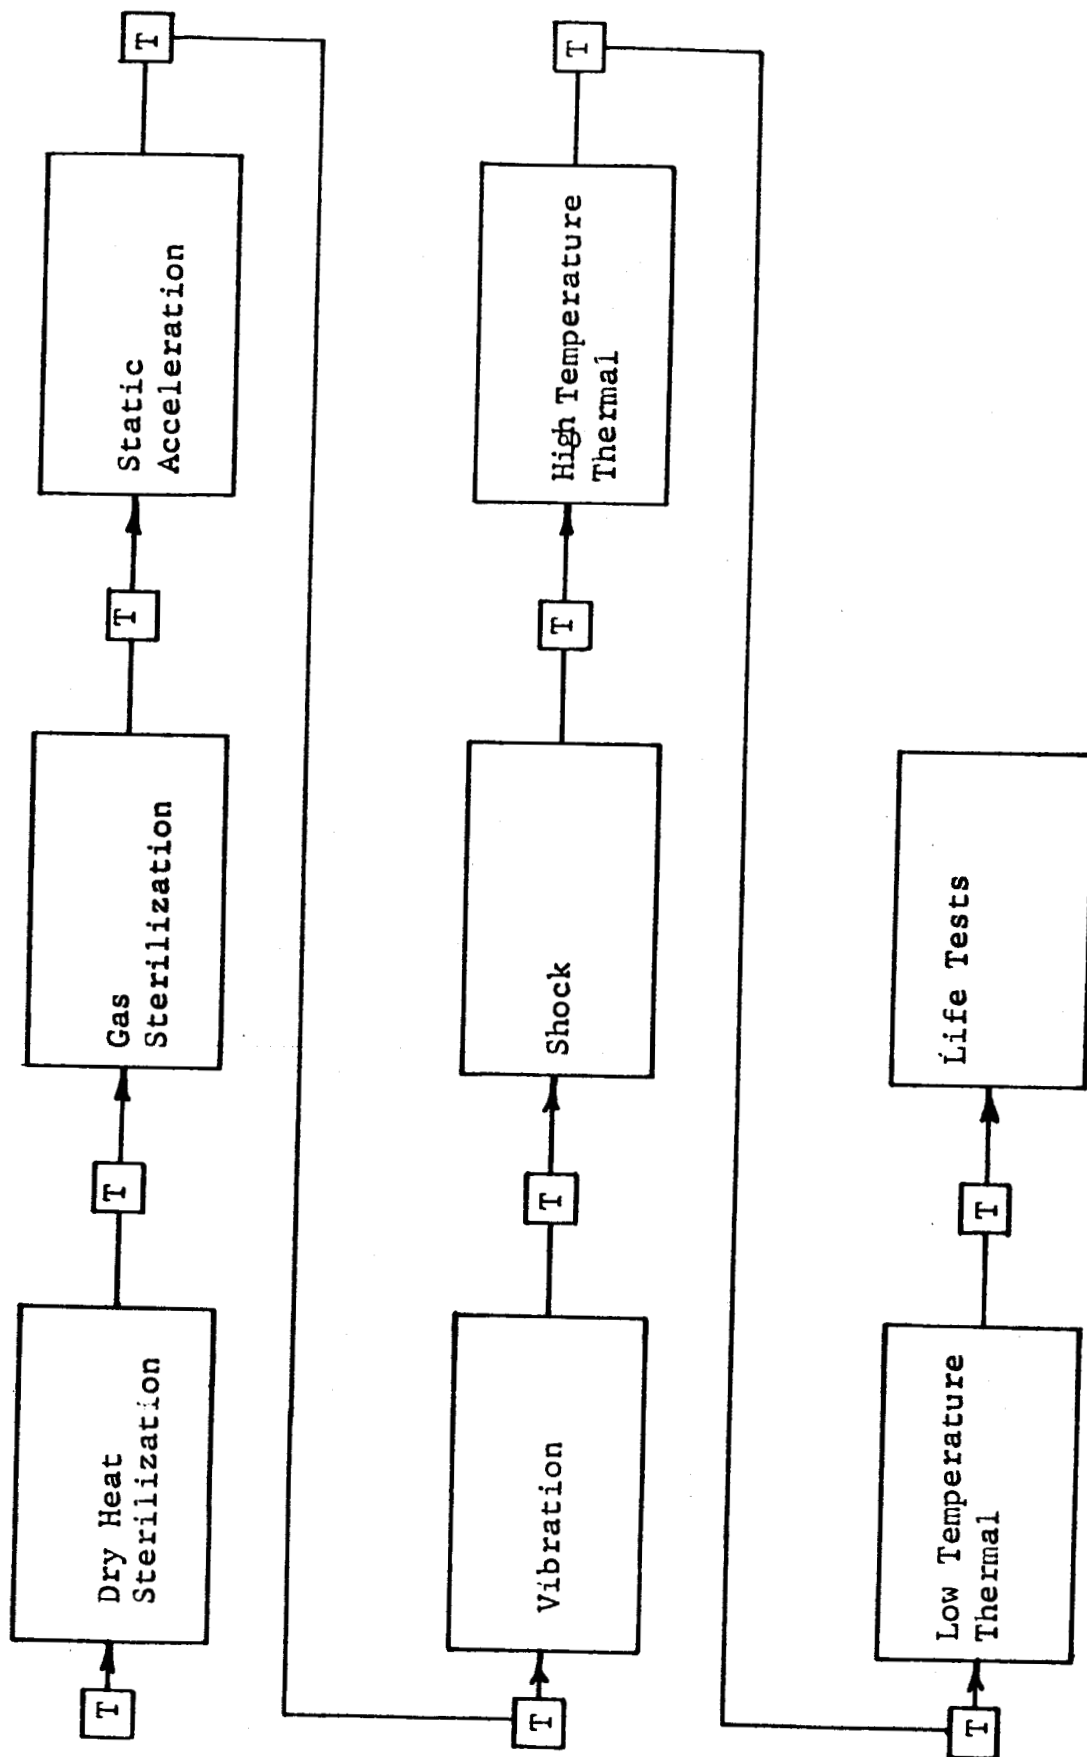 T
Dry Heat
Sterilization
T
Gas
Sterilization
T
Static
Acceleration
T
T
Vibration
T
Shock
T
High Temperature
Thermal
T
T
Low Temperature
Thermal
T
Life Tests